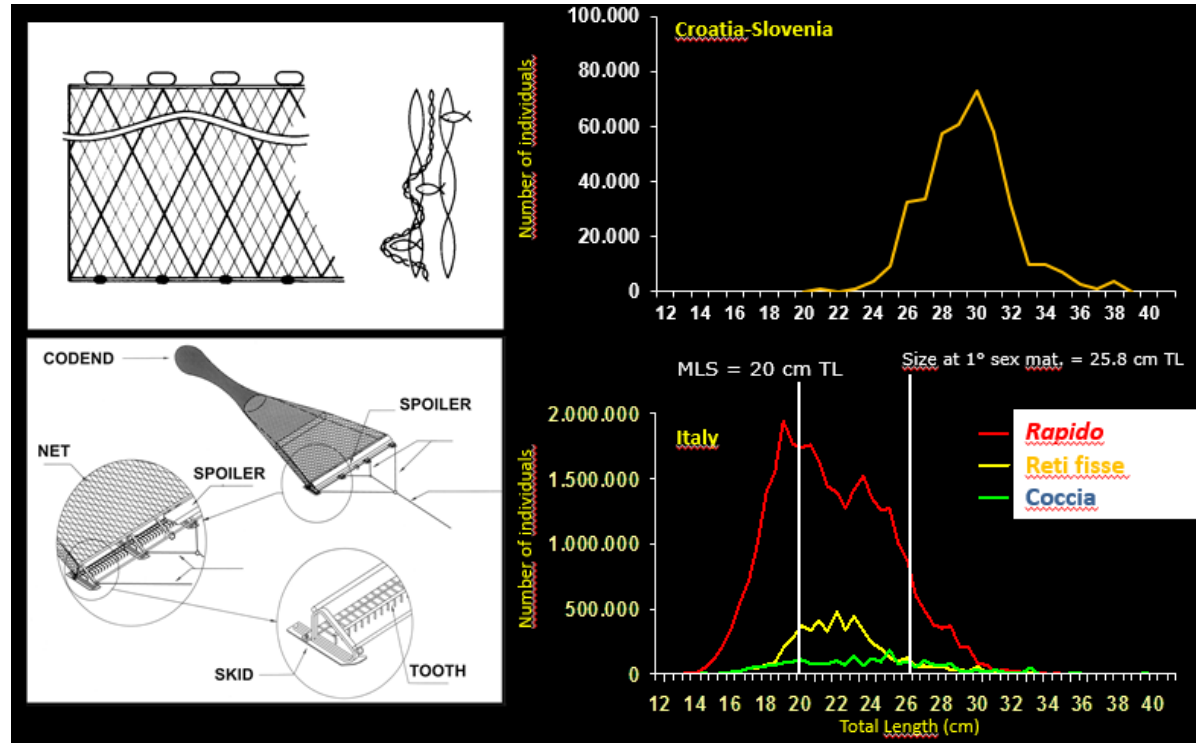 CODEND
SPOILER
NET
SPOILER
SKID
TOOTH
Croatia-Slovenia
Number of individuals
100.000
80.000
60.000
40.000
20.000
0
12 14 16 18 20 22 24 26 28 30 32 34 36 38 40
MLS = 20 cm TL
Size at 1° sex mat. = 25.8 cm TL
Italy
Number of individuals
2.000.000
1.500.000
1.000.000
500.000
0
Rapido
Reti fisse
Coccia
12 14 16 18 20 22 24 26 28 30 32 34 36 38 40
Total Length (cm)